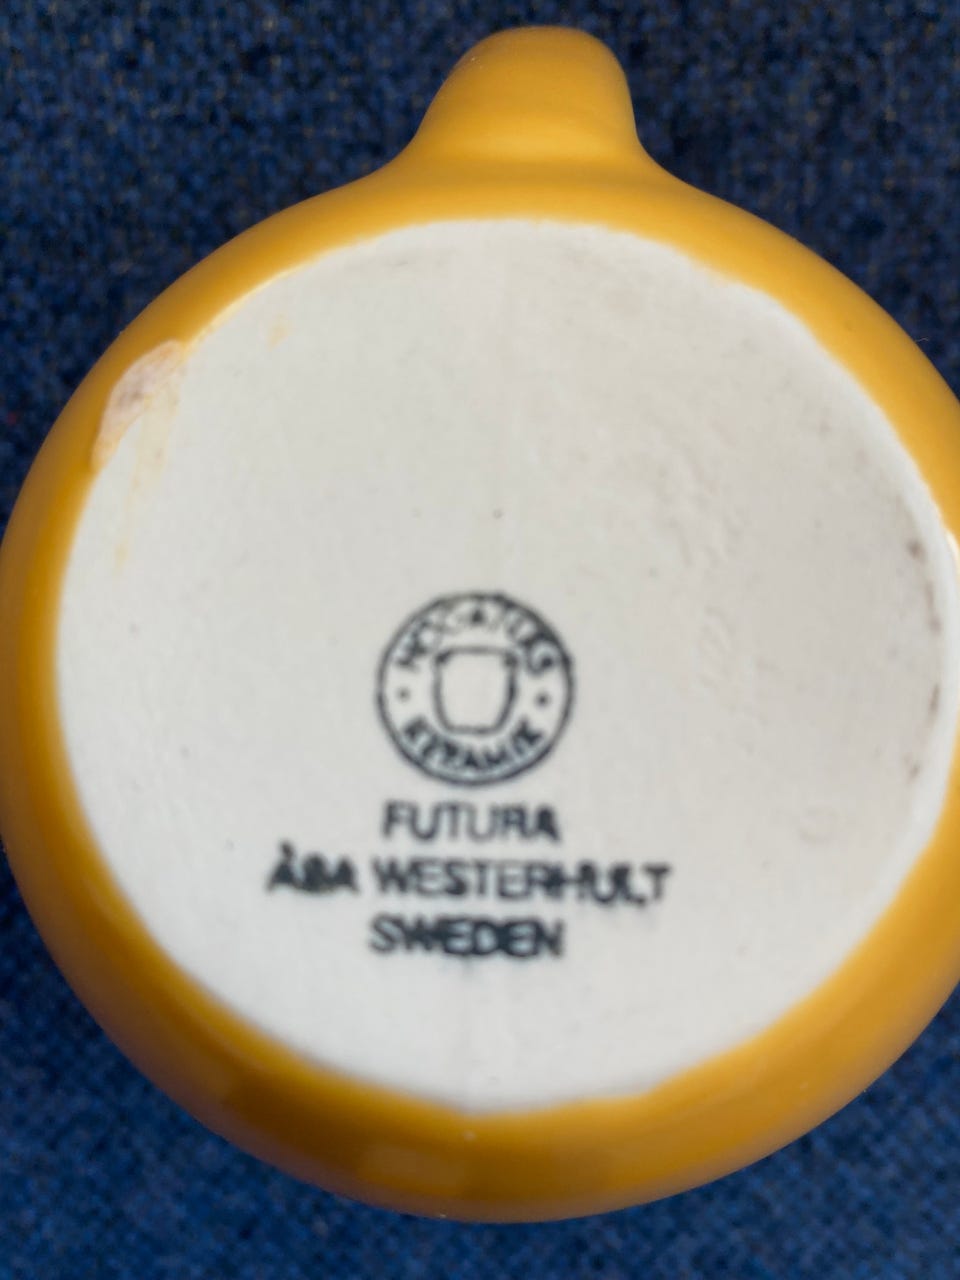 HÖGANÄS
KERAMIK
FUTURA
ÅSA WESTERHULT
SWEDEN